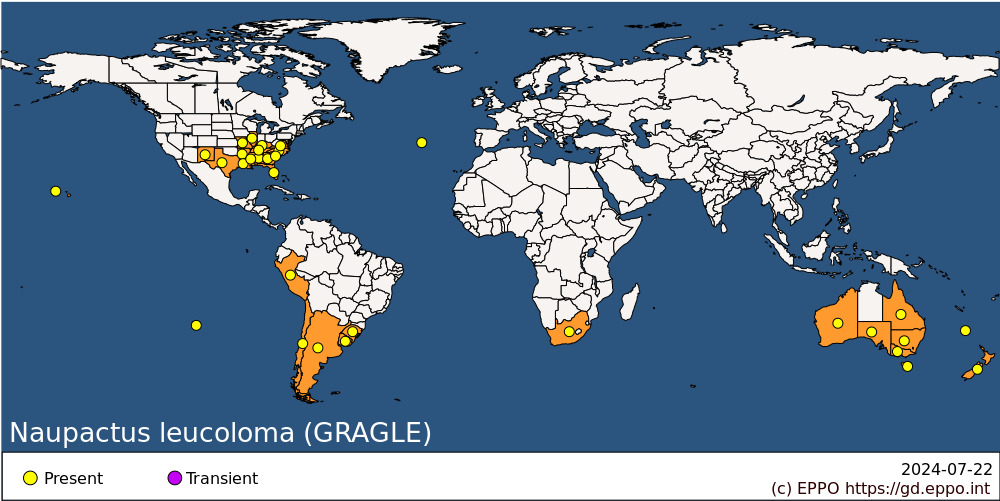 Naupactus leucoloma (GRAGLE)
Present
Transient
2024-07-22
(c) EPPO https://gd.eppo.int